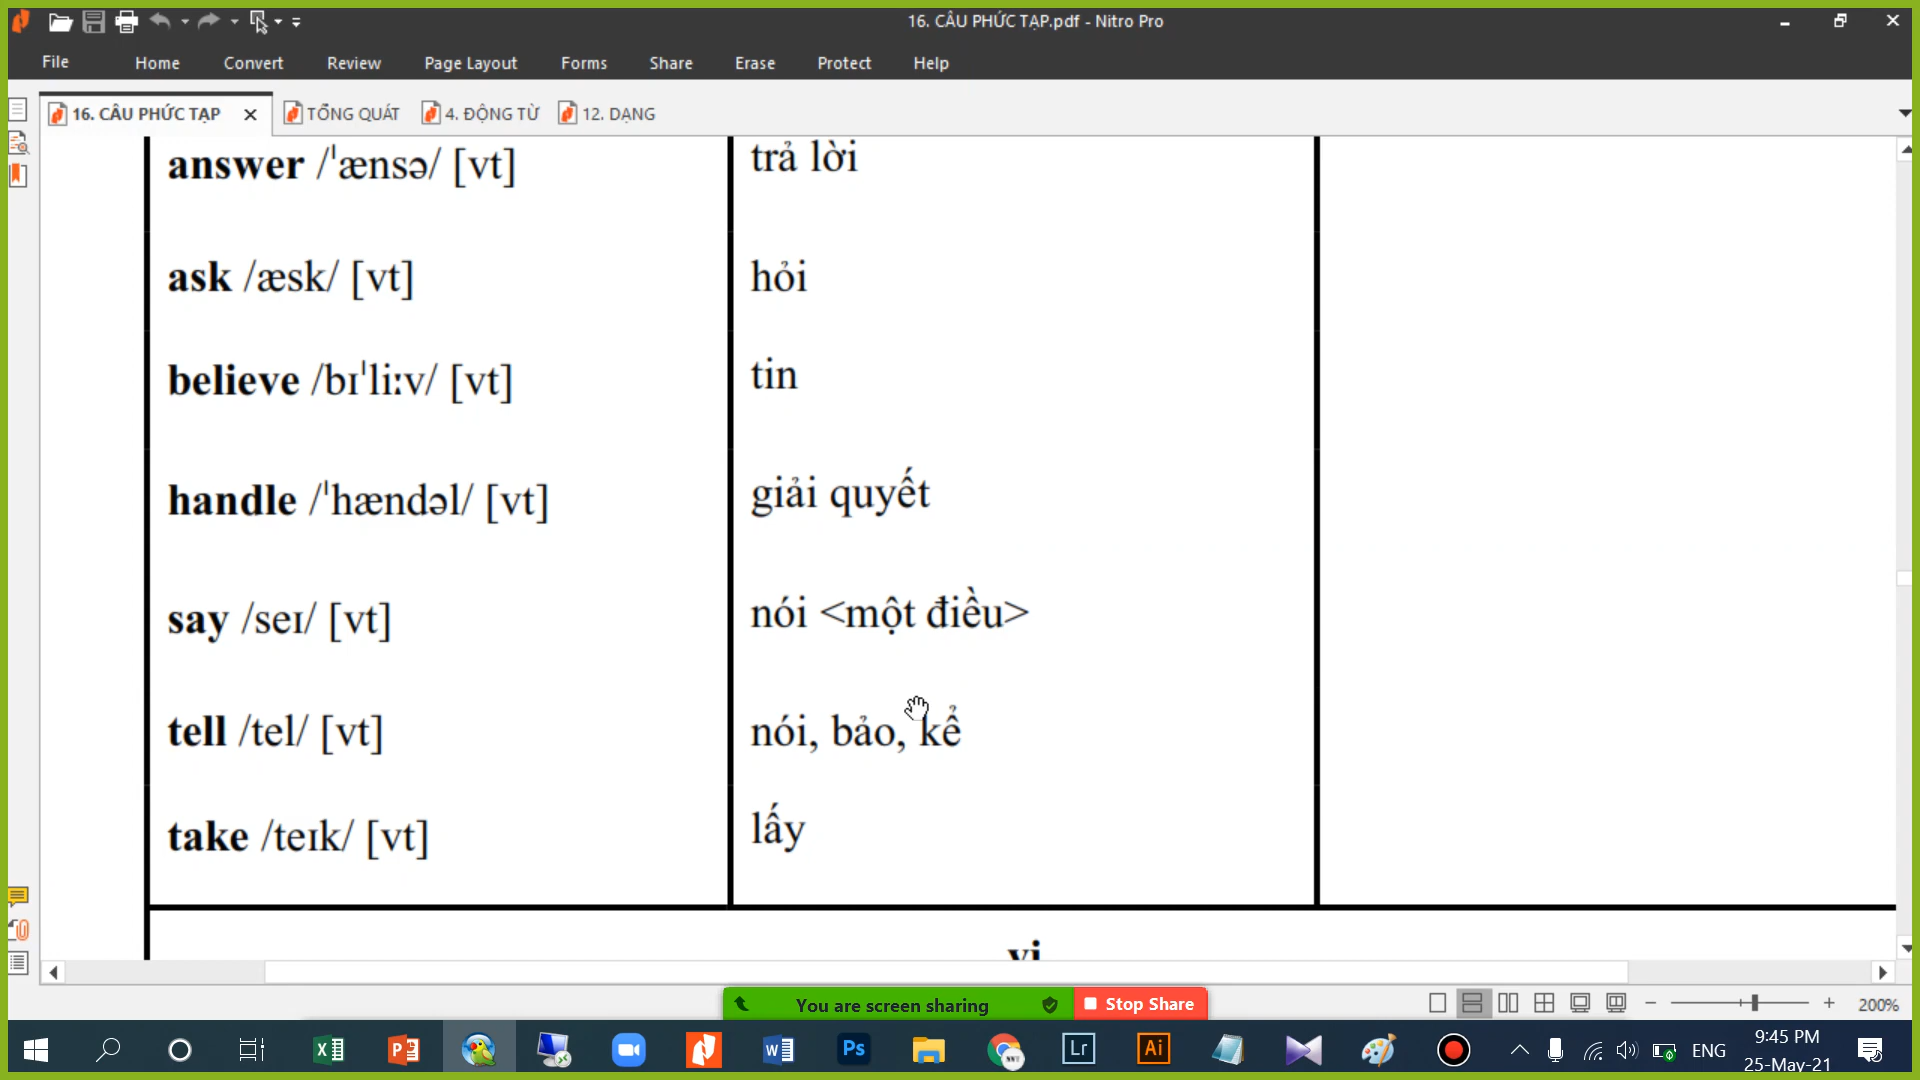 16. CÂU PHỨC TẠP.pdf - Nitro Pro
File Home Convert Review Page Layout Forms Share Erase Protect Help
16. CÂU PHỨC TẠP TỔNG QUÁT 4. ĐỘNG TỪ 12. DẠNG
answer /ˈænsə/ [vt] trả lời
ask /æsk/ [vt] hỏi
believe /bɪˈliːv/ [vt] tin
handle /ˈhændəl/ [vt] giải quyết
say /seɪ/ [vt] nói <một điều>
tell /tel/ [vt] nói, bảo, kể
take /teɪk/ [vt] lấy
vi
You are screen sharing Stop Share
200%
Ps Lr Ai ENG 9:45 PM
25-May-21